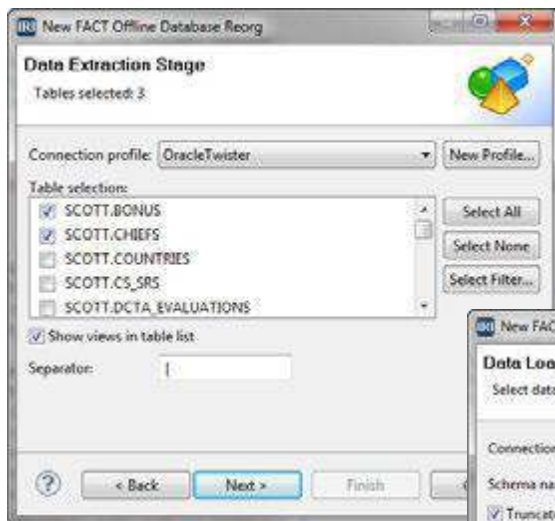 IRI New FACT Offline Database Reorg
Data Extraction Stage
Tables selected: 3
Connection profile: OracleTwister New Profile...
Table selection:
SCOTT.BONUS
SCOTT.CHIEFS
SCOTT.COUNTRIES
SCOTT.CS_SRS
SCOTT.DCTA_EVALUATIONS
Select All
Select None
Select Filter...
Show views in table list
Separator: |
? < Back Next > Finish
IRI New FAC
Data Loa
Select data
Connection
Schema na
Truncat